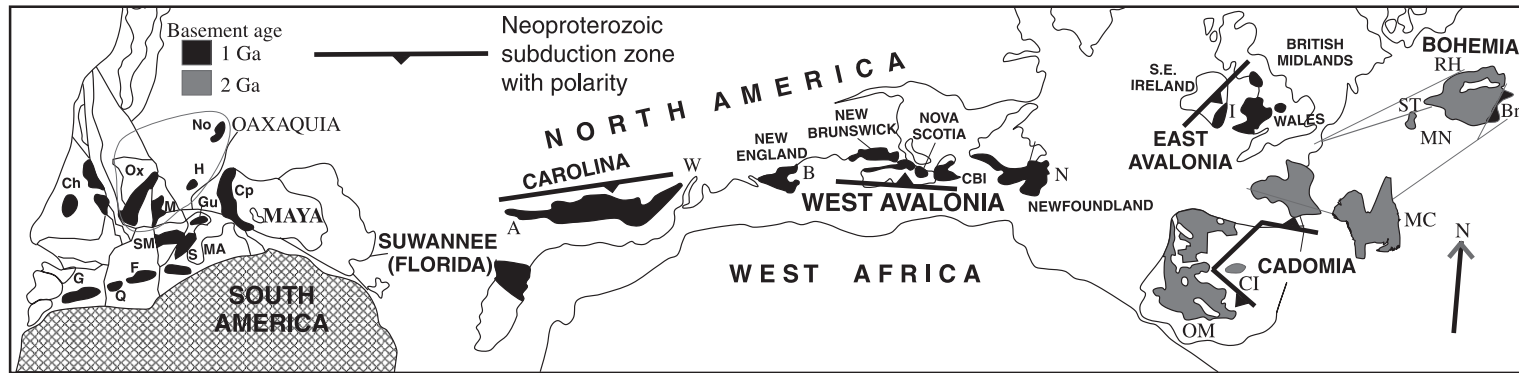 Basement age
1 Ga
2 Ga
Neoproterozoic
subduction zone
with polarity
No
OAXAQUIA
Ch
Ox
H
M
Gu
Cp
MAYA
SM
S
MA
G
F
Q
SOUTH
AMERICA
SUWANNEE
(FLORIDA)
NORTH AMERICA
CAROLINA
A
W
NEW
ENGLAND
B
NEW
BRUNSWICK
NOVA
SCOTIA
CBI
WEST AVALONIA
N
NEWFOUNDLAND
WEST AFRICA
S.E.
IRELAND
I
BRITISH
MIDLANDS
WALES
EAST
AVALONIA
BOHEMIA
RH
ST
MN
Br
MC
CADOMIA
CI
OM
N